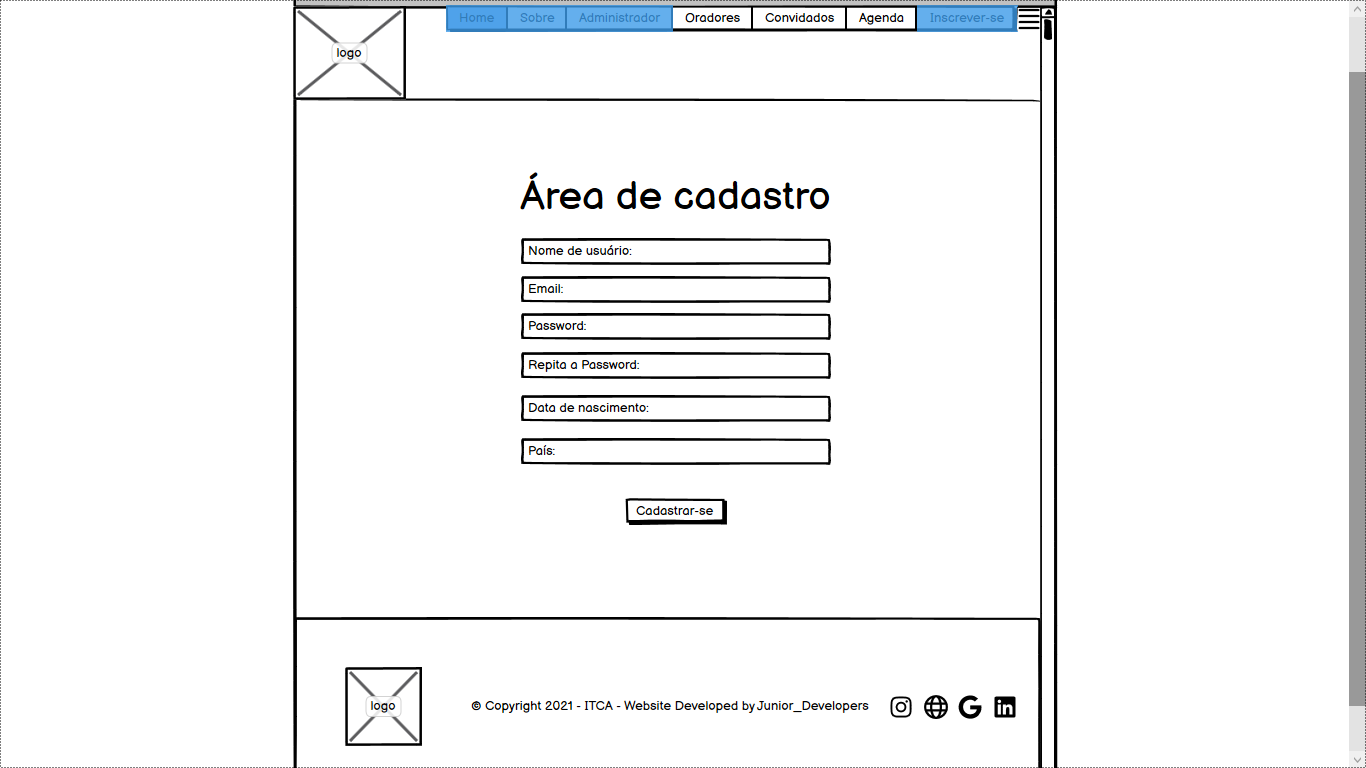 Home Sobre Administrador Oradores Convidados Agenda Inscrever-se
logo
Área de cadastro
Nome de usuário:
Email:
Password:
Repita a Password:
Data de nascimento:
País:
Cadastrar-se
logo
© Copyright 2021 - ITCA - Website Developed by Junior_Developers